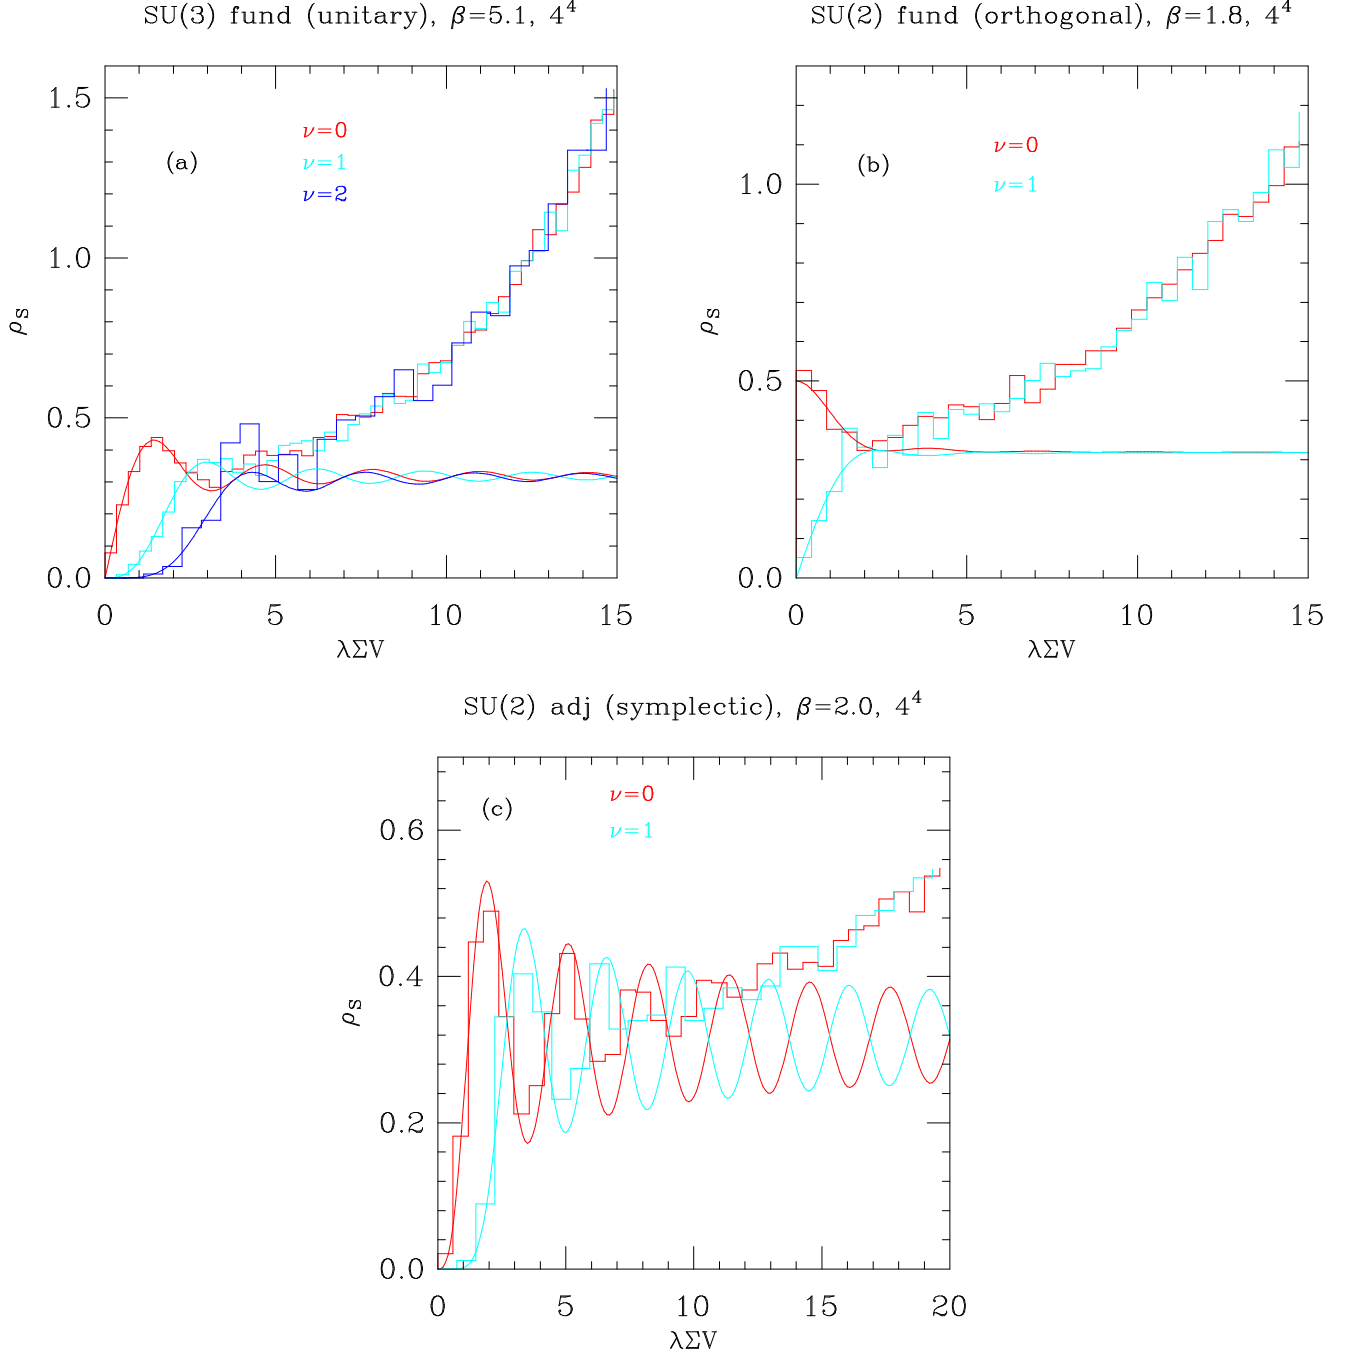 SU(3) fund (unitary), β=5.1, 4⁴
1.5
1.0
0.5
0.0
ρs
(a)
ν=0
ν=1
ν=2
0 5 10 15
λΣV
SU(2) fund (orthogonal), β=1.8, 4⁴
1.0
0.5
0.0
ρs
(b)
ν=0
ν=1
0 5 10 15
λΣV
SU(2) adj (symplectic), β=2.0, 4⁴
0.6
0.4
0.2
0.0
ρs
(c)
ν=0
ν=1
0 5 10 15 20
λΣV